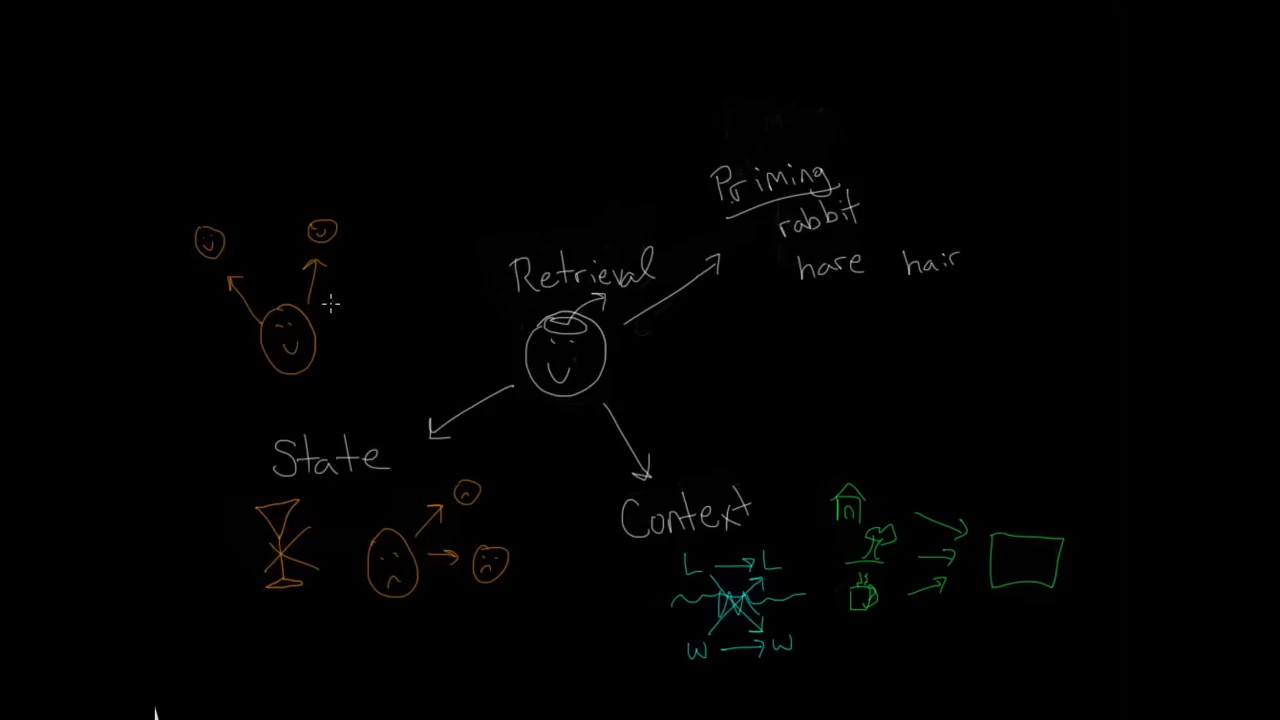 Priming
rabbit
hare hair
Retrieval
State
Context
L L
W W